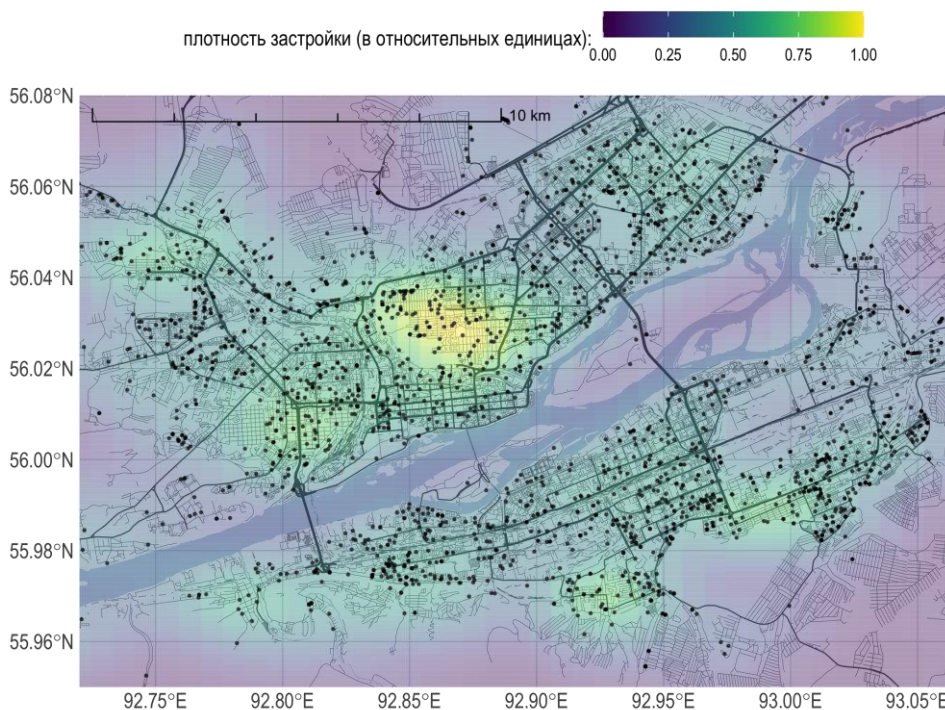 плотность застройки (в относительных единицах):
0.00 0.25 0.50 0.75 1.00
56.08°N
10 km
56.06°N
56.04°N
56.02°N
56.00°N
55.98°N
55.96°N
92.75°E 92.80°E 92.85°E 92.90°E 92.95°E 93.00°E 93.05°E